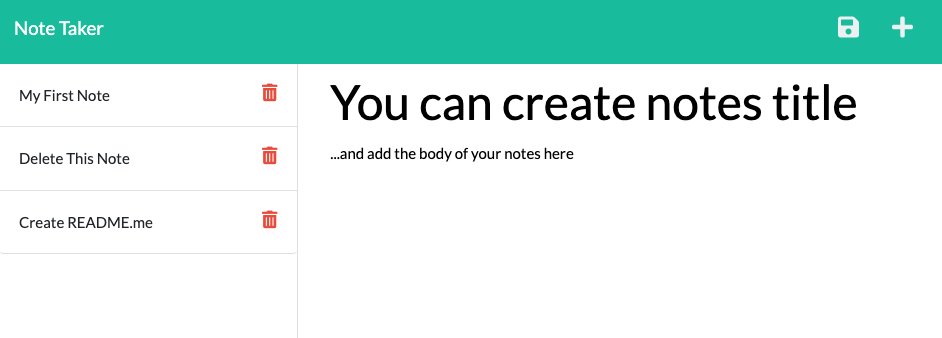 Note Taker
My First Note
Delete This Note
Create README.me
You can create notes title
...and add the body of your notes here